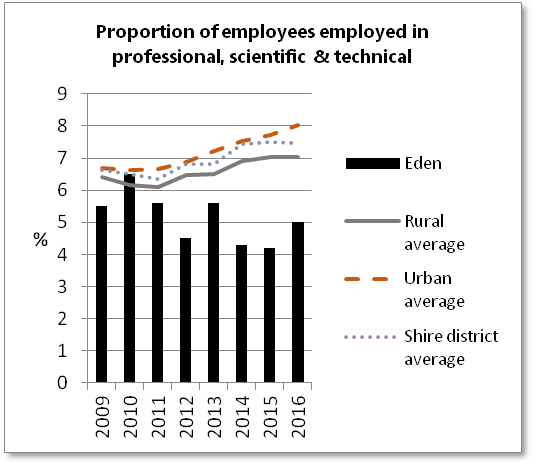 Proportion of employees employed in
professional, scientific & technical
9
8
7
6
5
4
3
2
1
0
%
2009
2010
2011
2012
2013
2014
2015
2016
Eden
Rural
average
Urban
average
Shire district
average